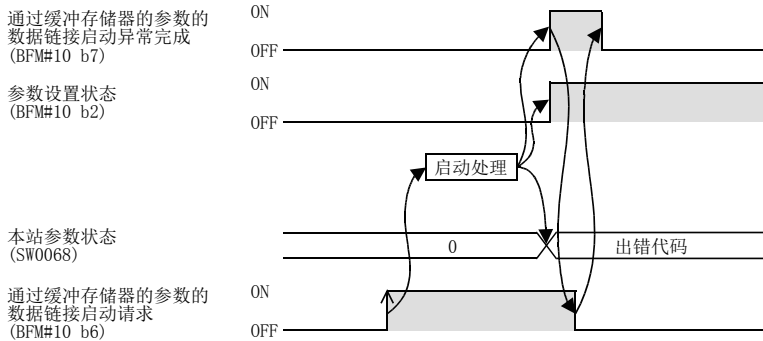 通过缓冲存储器的参数的
数据链接启动异常完成
(BFM#10 b7)
ON
OFF
参数设置状态
(BFM#10 b2)
ON
OFF
启动处理
本站参数状态
(SW0068)
0
出错代码
通过缓冲存储器的参数的
数据链接启动请求
(BFM#10 b6)
ON
OFF